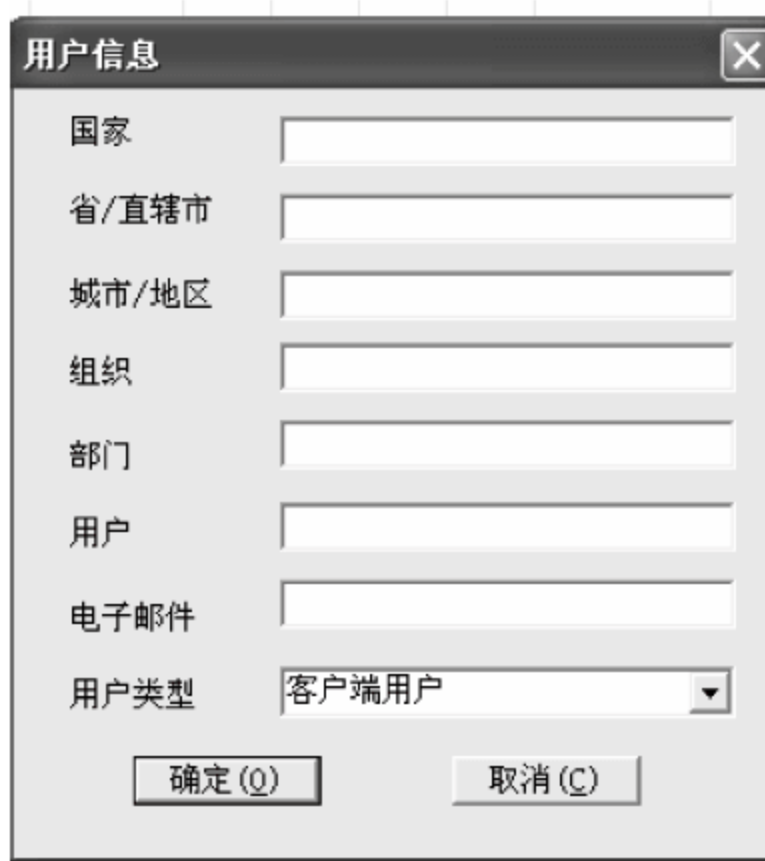 用户信息
国家
省/直辖市
城市/地区
组织
部门
用户
电子邮件
用户类型 客户端用户
确定(O) 取消(C)